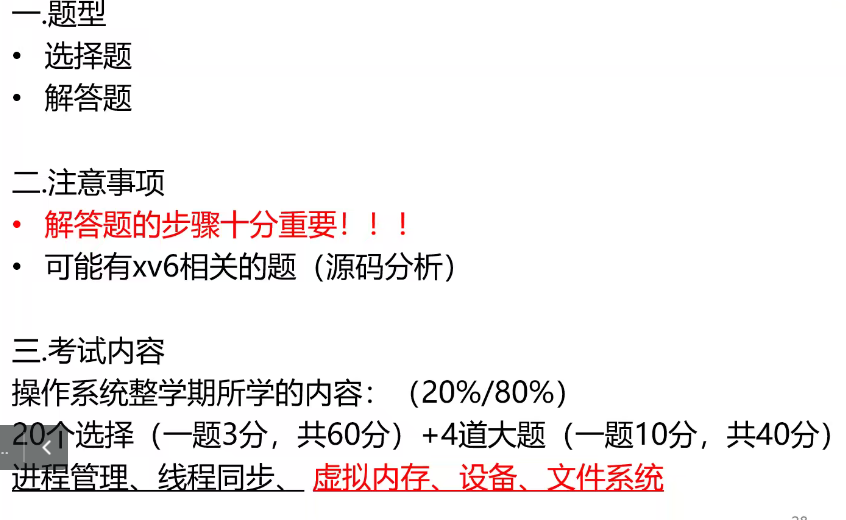 一.题型
• 选择题
• 解答题
二.注意事项
• 解答题的步骤十分重要！！！
• 可能有xv6相关的题（源码分析）
三.考试内容
操作系统整学期所学的内容：（20%/80%）
20个选择（一题3分，共60分）+4道大题（一题10分，共40分）
进程管理、线程同步、 虚拟内存、设备、文件系统